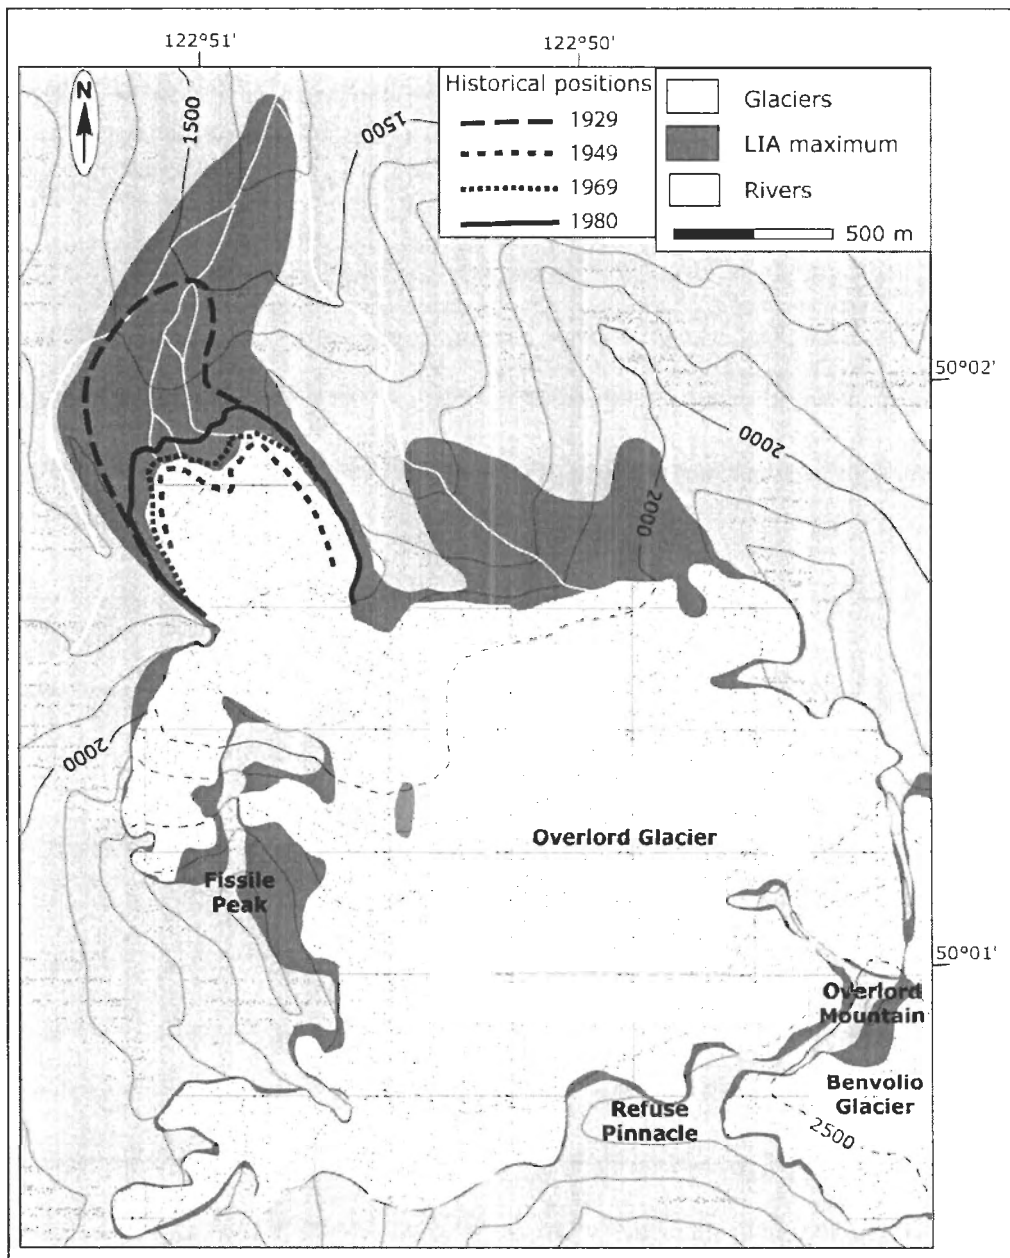 122°51'
122°50'
N
1500
1500
Historical positions
1929
1949
1969
1980
Glaciers
LIA maximum
Rivers
500 m
50°02'
2000
2000
2000
Overlord Glacier
Fissile
Peak
50°01'
Overlord
Mountain
Benvolio
Glacier
Refuse
Pinnacle
2500